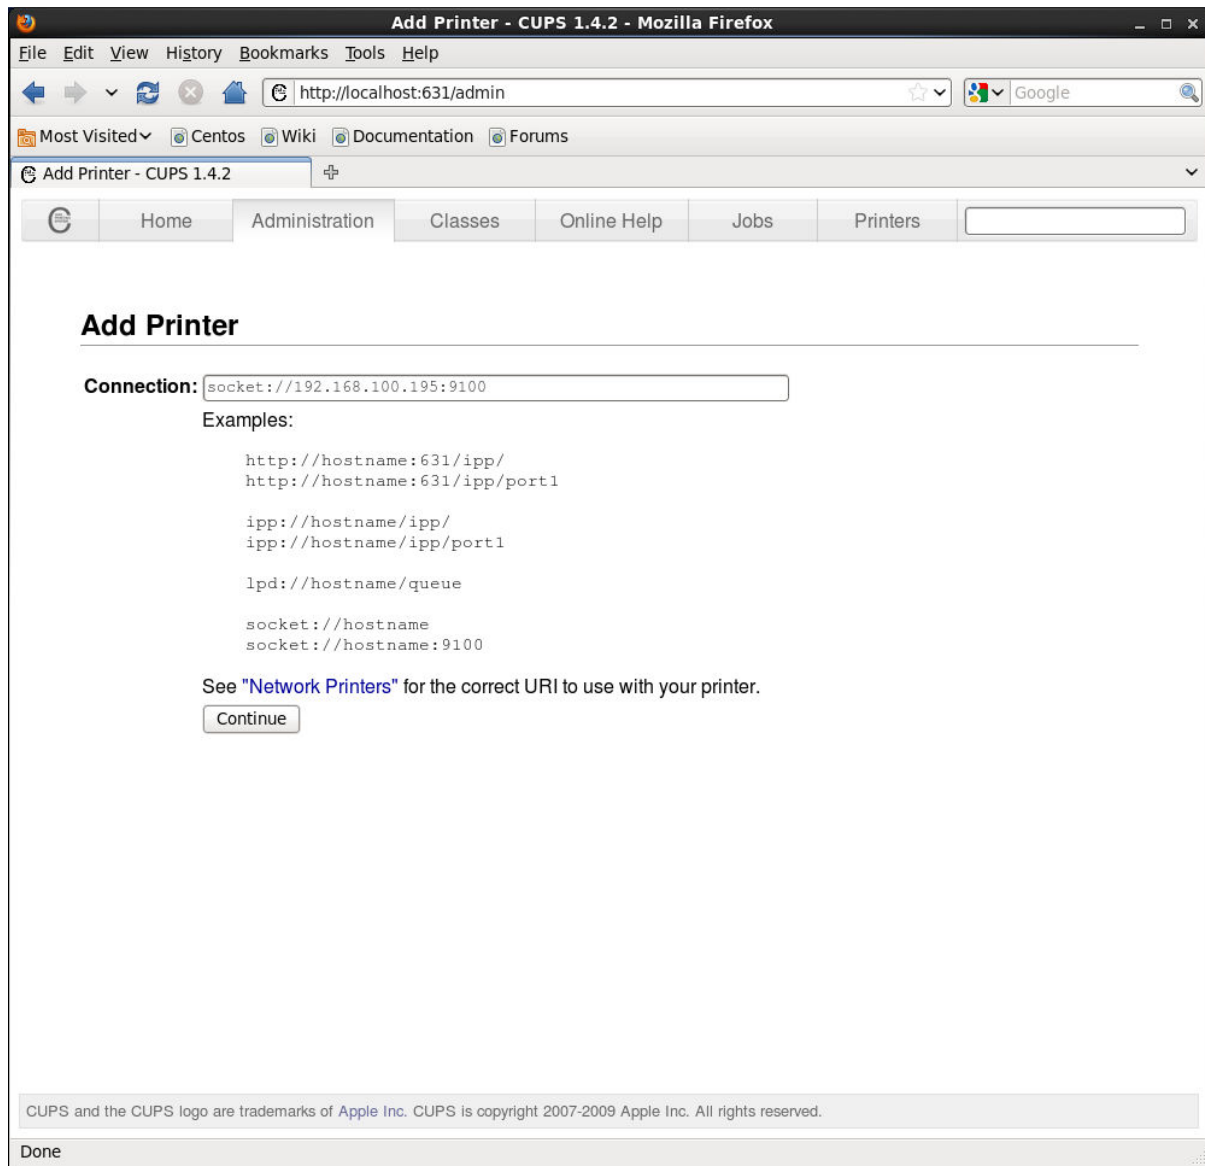 Add Printer - CUPS 1.4.2 - Mozilla Firefox
File Edit View History Bookmarks Tools Help
http://localhost:631/admin Google
Most Visited Centos Wiki Documentation Forums
Add Printer - CUPS 1.4.2
Home Administration Classes Online Help Jobs Printers
Add Printer
Connection: socket://192.168.100.195:9100
Examples:
http://hostname:631/ipp/
http://hostname:631/ipp/port1
ipp://hostname/ipp/
ipp://hostname/ipp/port1
lpd://hostname/queue
socket://hostname
socket://hostname:9100
See "Network Printers" for the correct URI to use with your printer.
Continue
CUPS and the CUPS logo are trademarks of Apple Inc. CUPS is copyright 2007-2009 Apple Inc. All rights reserved.
Done